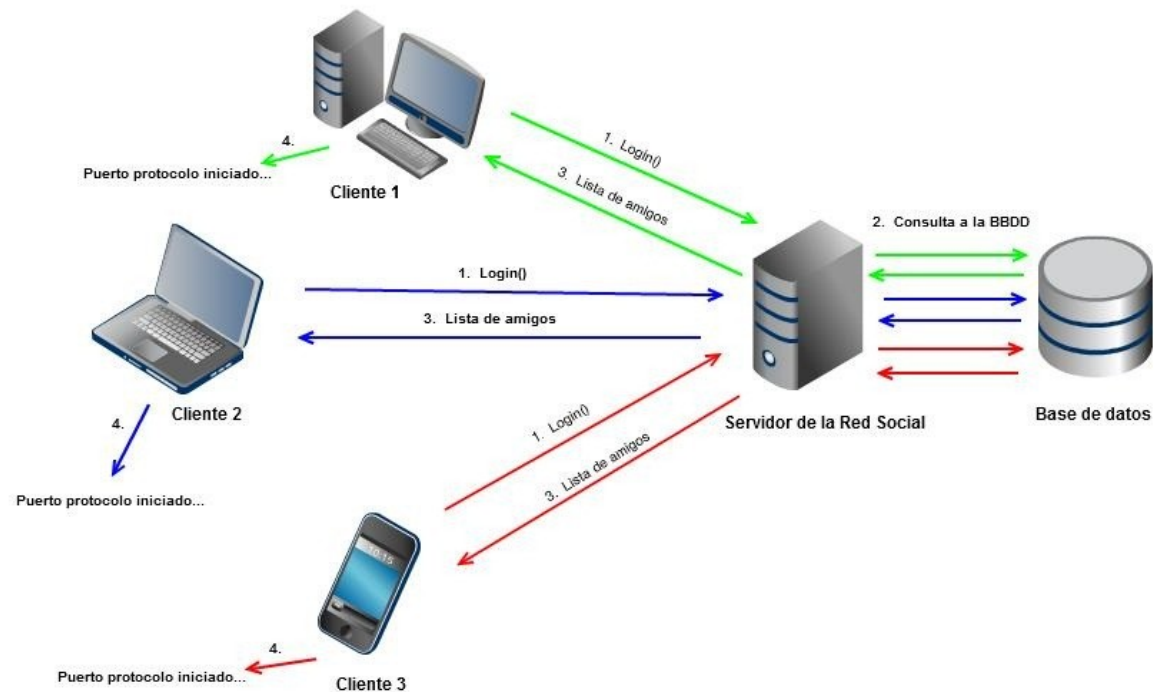 4.
Puerto protocolo iniciado...
Cliente 1
1. Login()
3. Lista de amigos
2. Consulta a la BBDD
1. Login()
3. Lista de amigos
Cliente 2
4.
Puerto protocolo iniciado...
Servidor de la Red Social
Base de datos
1. Login()
3. Lista de amigos
10.15
4.
Puerto protocolo iniciado...
Cliente 3